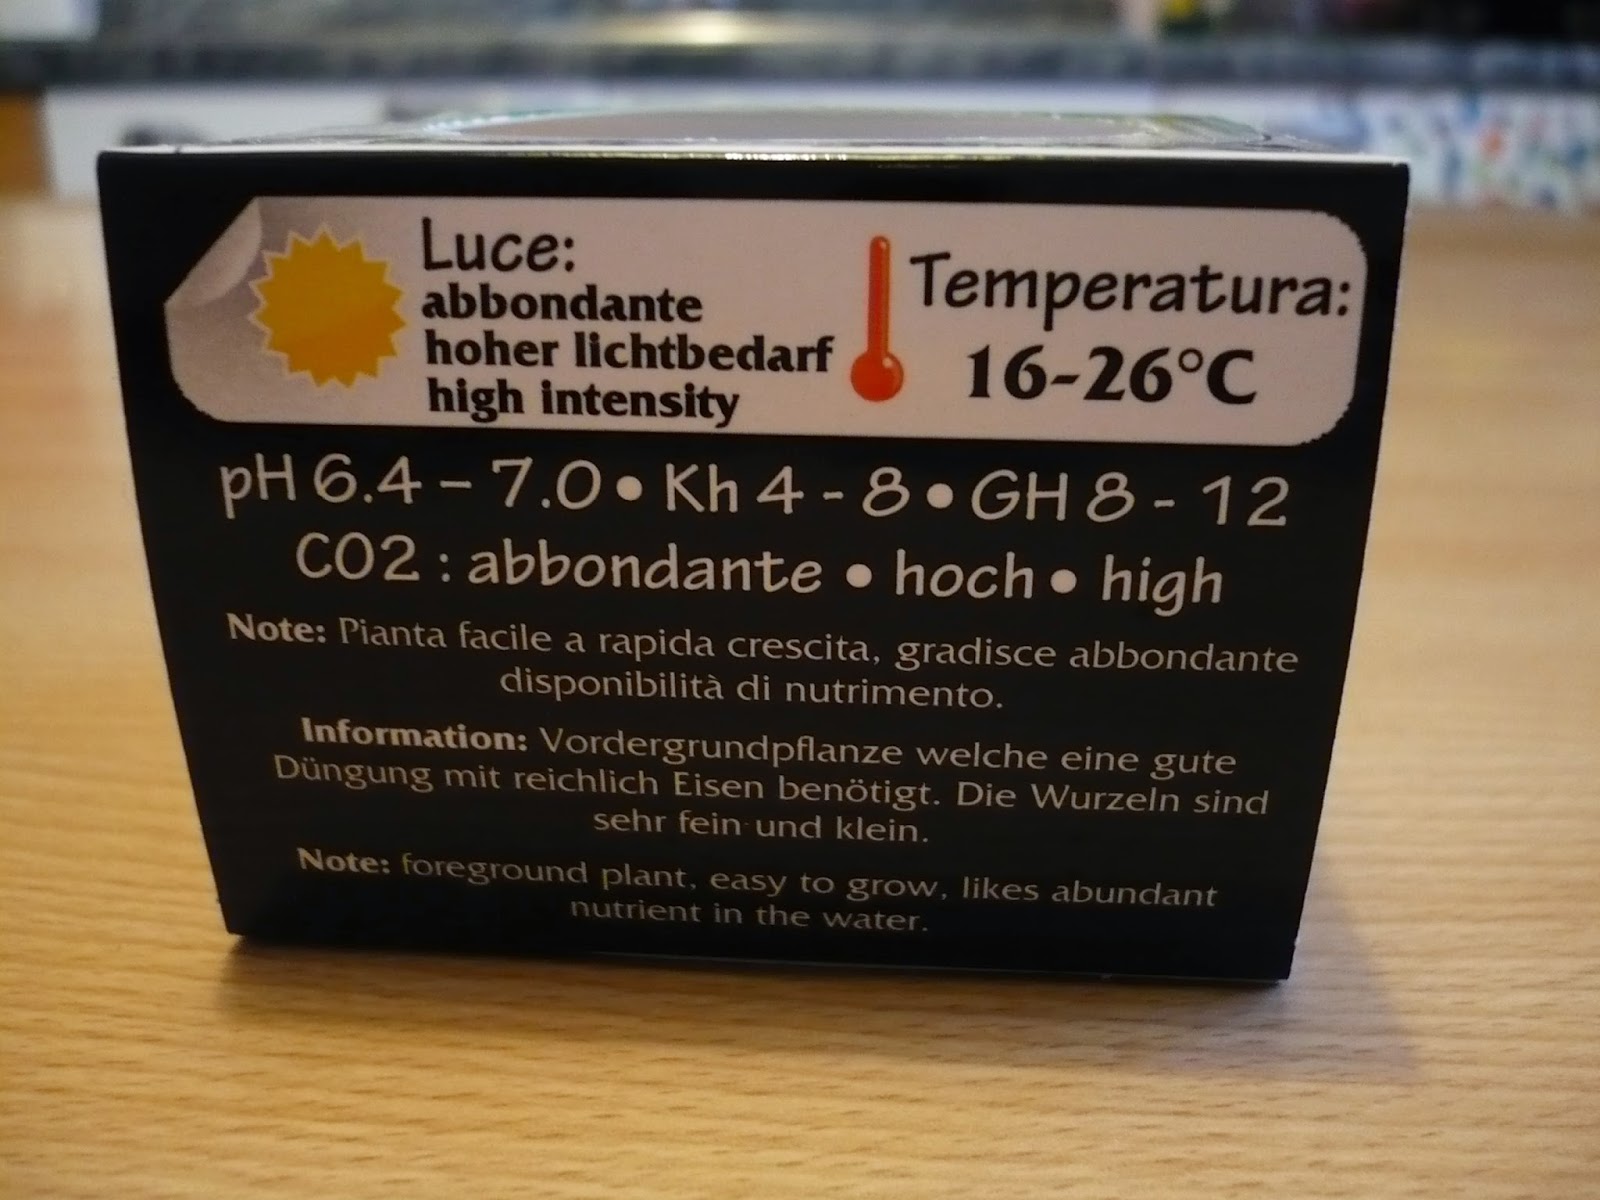 Luce:
abbondante
hoher lichtbedarf
high intensity
Temperatura:
16-26°C
pH 6.4 – 7.0 • Kh 4 - 8 • GH 8 - 12
CO2 : abbondante • hoch • high
Note: Pianta facile a rapida crescita, gradisce abbondante
disponibilità di nutrimento.
Information: Vordergrundpflanze welche eine gute
Düngung mit reichlich Eisen benötigt. Die Wurzeln sind
sehr fein und klein.
Note: foreground plant, easy to grow, likes abundant
nutrient in the water.